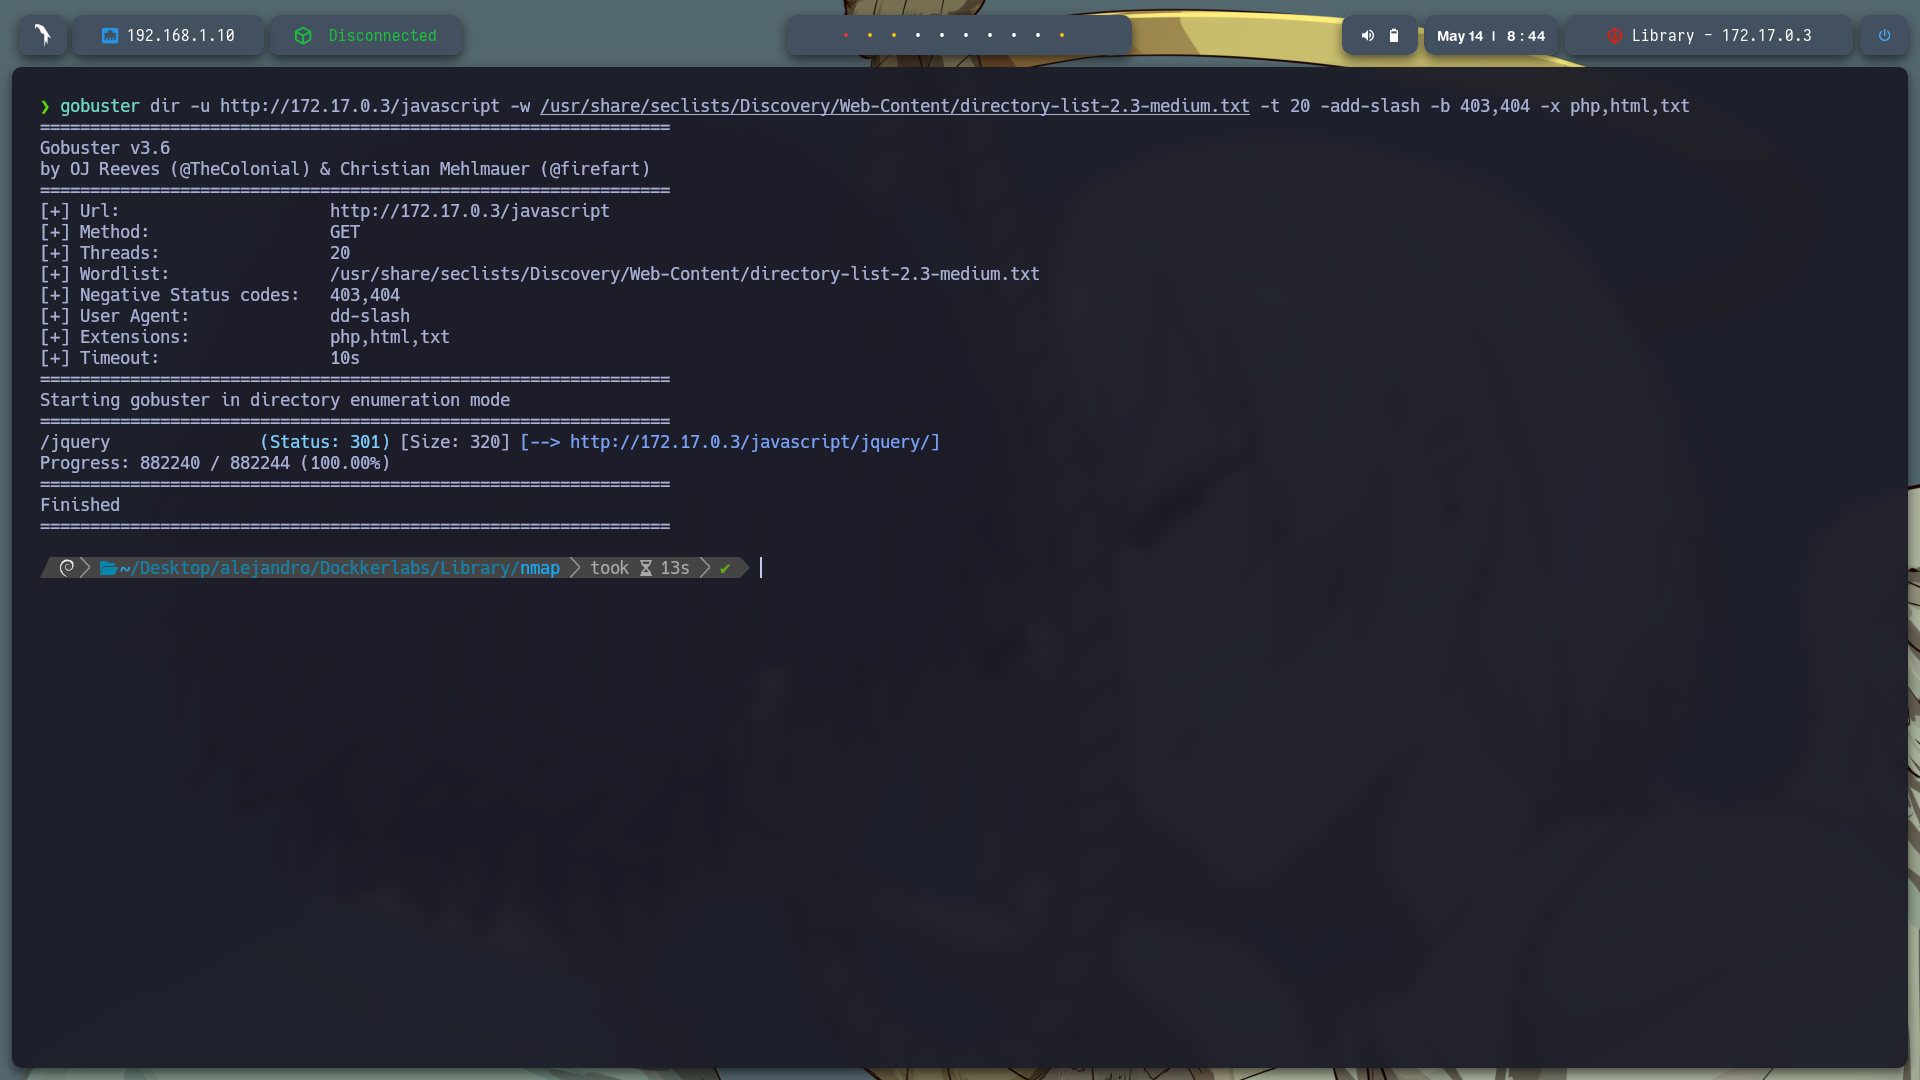 192.168.1.10
Disconnected
May 14 | 8 : 44
Library - 172.17.0.3
❯ gobuster dir -u http://172.17.0.3/javascript -w /usr/share/seclists/Discovery/Web-Content/directory-list-2.3-medium.txt -t 20 -add-slash -b 403,404 -x php,html,txt
===============================================================
Gobuster v3.6
by OJ Reeves (@TheColonial) & Christian Mehlmauer (@firefart)
===============================================================
[+] Url:                     http://172.17.0.3/javascript
[+] Method:                  GET
[+] Threads:                 20
[+] Wordlist:                /usr/share/seclists/Discovery/Web-Content/directory-list-2.3-medium.txt
[+] Negative Status codes:   403,404
[+] User Agent:              dd-slash
[+] Extensions:              php,html,txt
[+] Timeout:                 10s
===============================================================
Starting gobuster in directory enumeration mode
===============================================================
/jquery               (Status: 301) [Size: 320] [--> http://172.17.0.3/javascript/jquery/]
Progress: 882240 / 882244 (100.00%)
===============================================================
Finished
===============================================================
~/Desktop/alejandro/Dockkerlabs/Library/nmap took 13s ✔